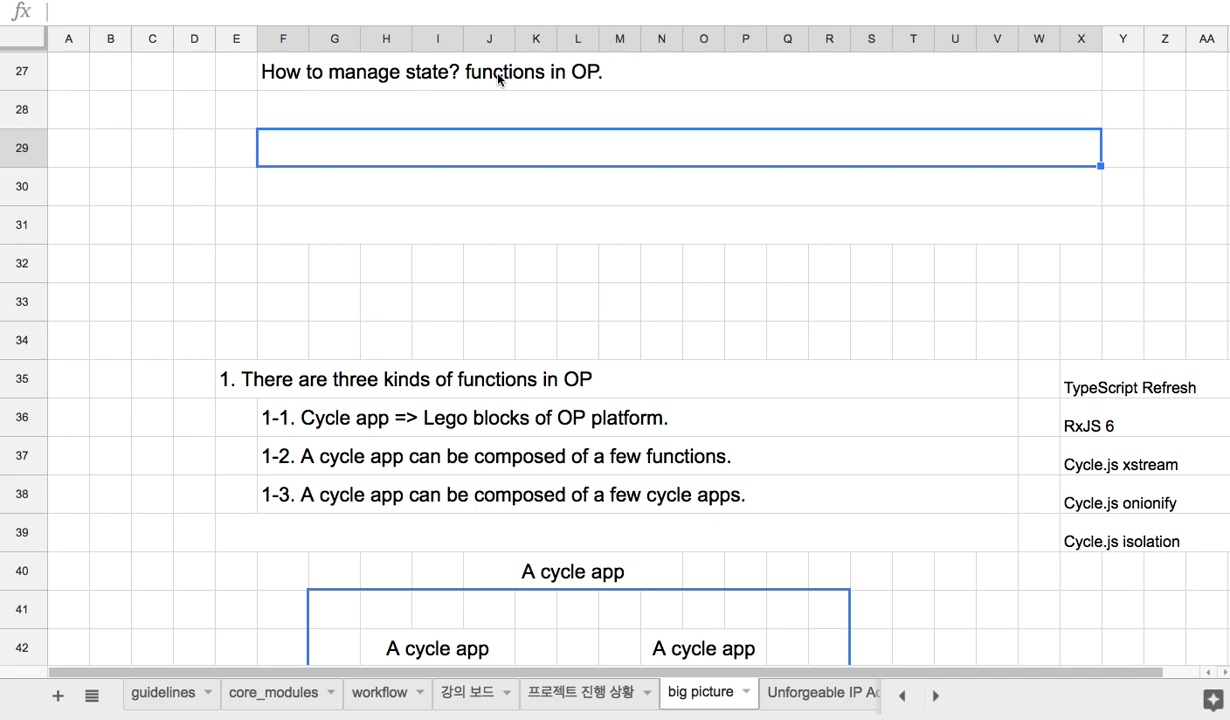 fx
A B C D E F G H I J K L M N O P Q R S T U V W X Y Z AA
27 How to manage state? functions in OP.
28
29
30
31
32
33
34
35 1. There are three kinds of functions in OP TypeScript Refresh
36 1-1. Cycle app => Lego blocks of OP platform. RxJS 6
37 1-2. A cycle app can be composed of a few functions. Cycle.js xstream
38 1-3. A cycle app can be composed of a few cycle apps. Cycle.js onionify
39 Cycle.js isolation
40 A cycle app
41
42 A cycle app A cycle app
guidelines core_modules workflow 강의 보드 프로젝트 진행 상황 big picture Unforgeable IP